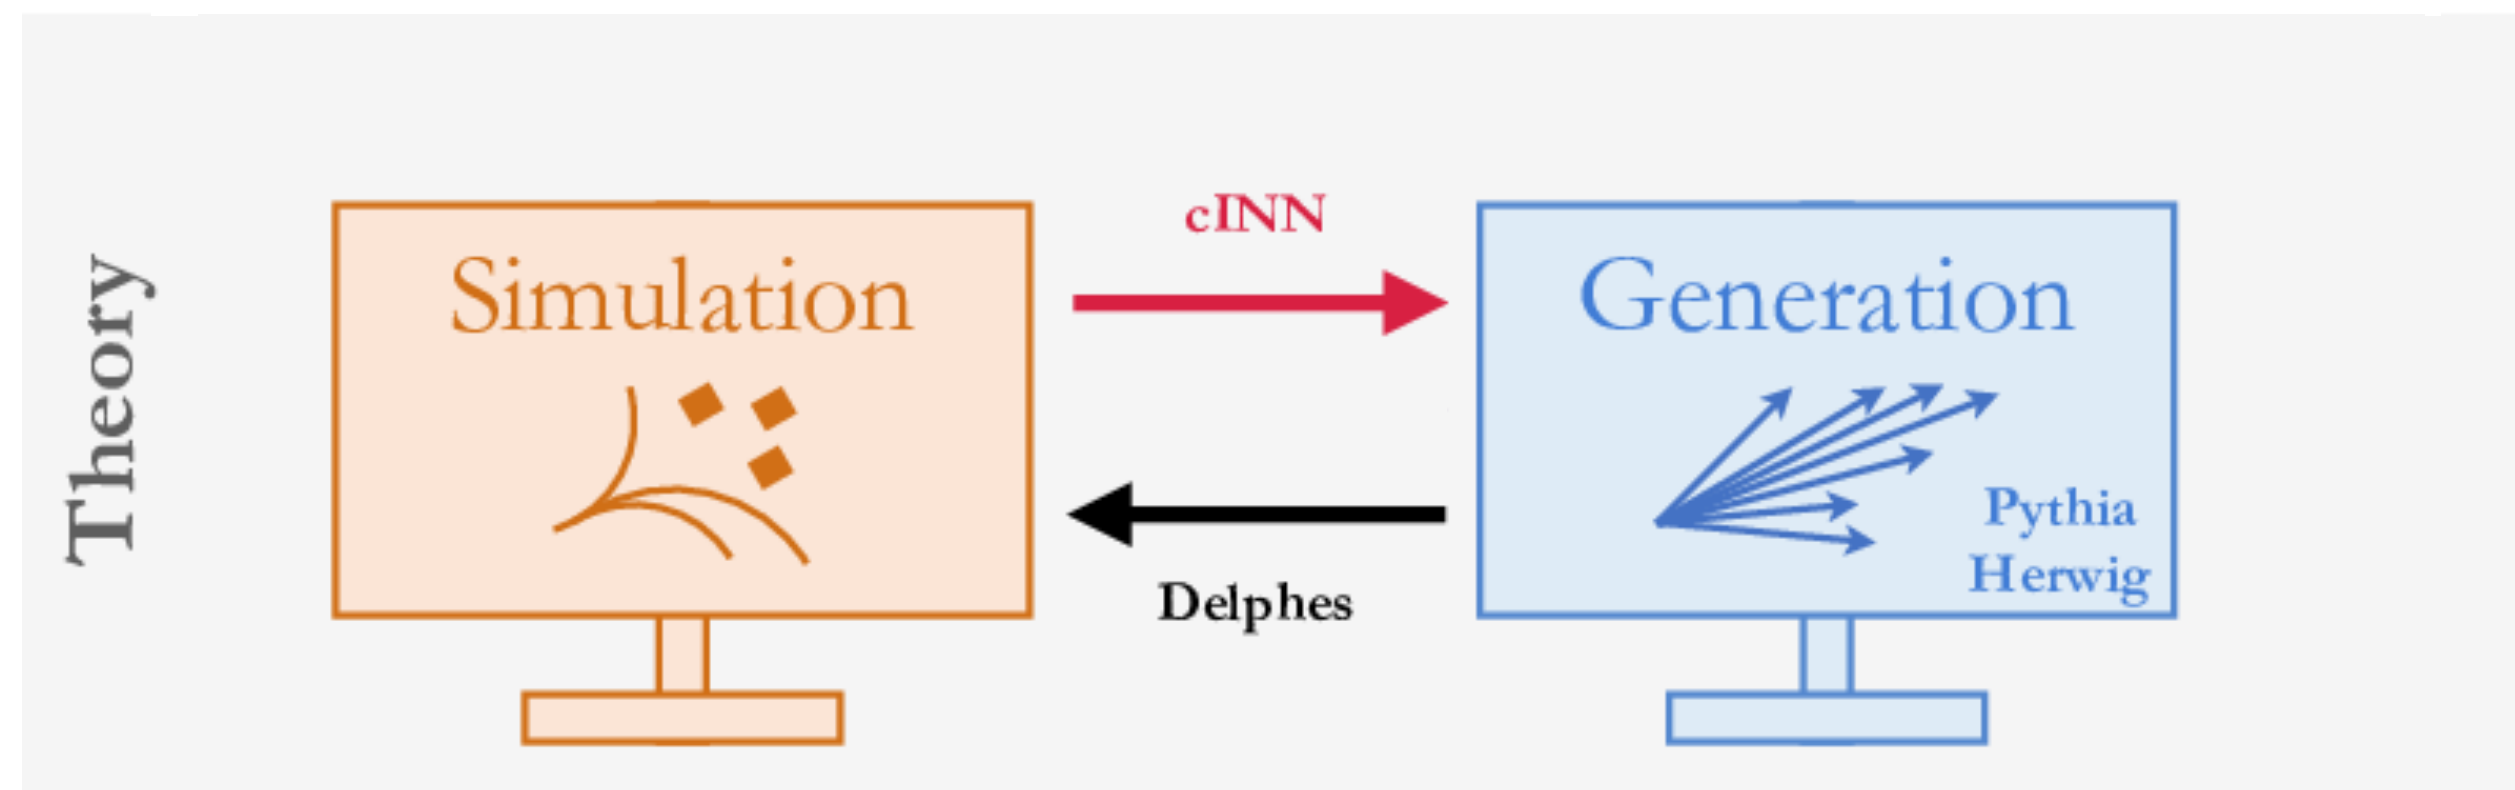 Theory
Simulation
cINN
Delphes
Generation
Pythia
Herwig